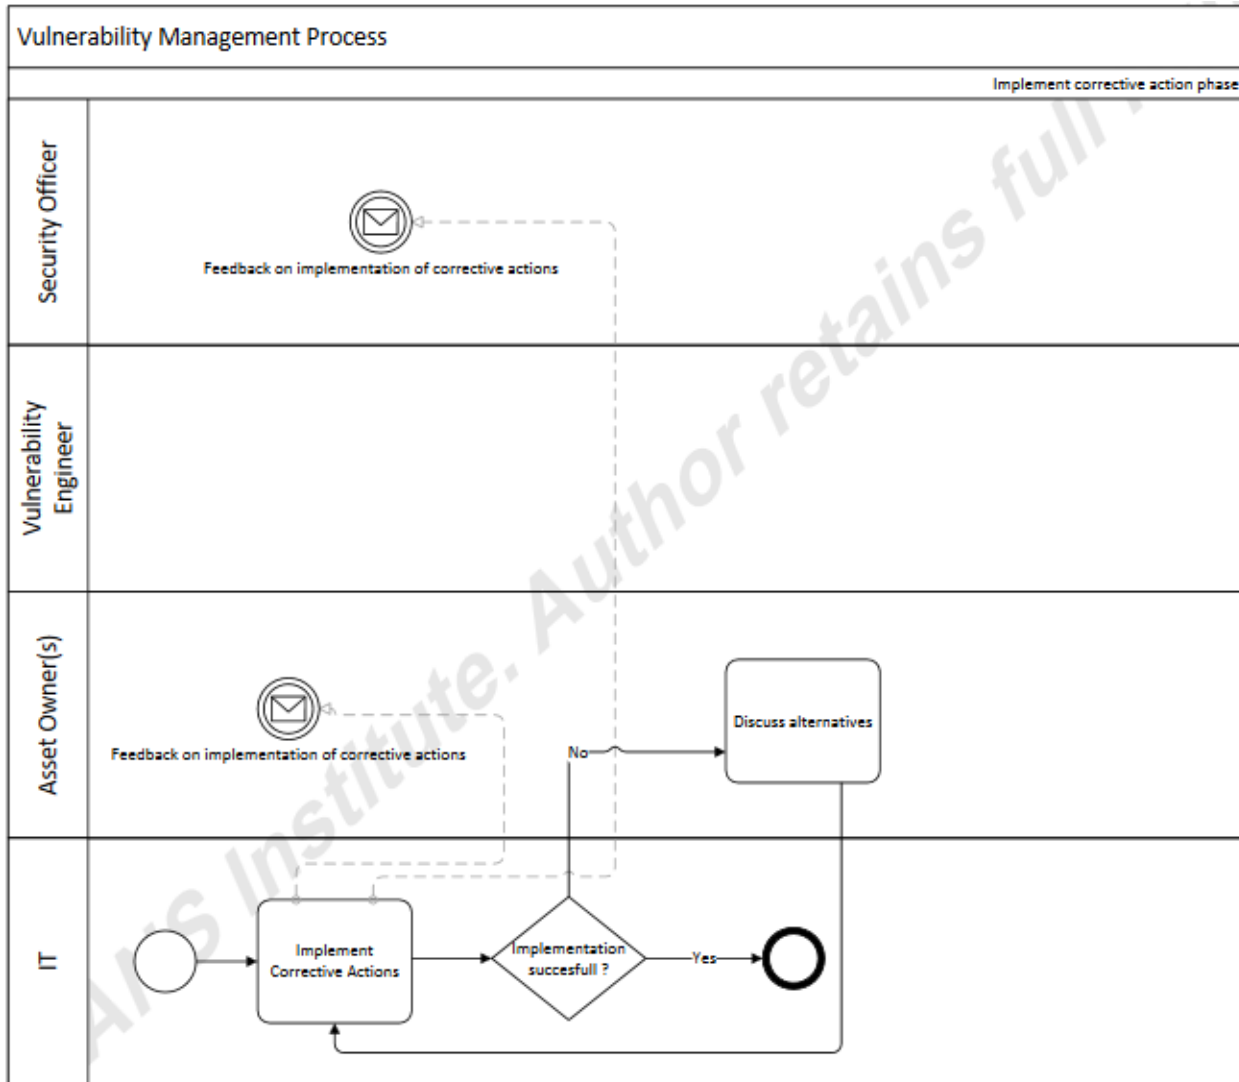 Vulnerability Management Process
Implement corrective action phase
Security Officer
Feedback on implementation of corrective actions
Vulnerability
Engineer
Asset Owner(s)
Feedback on implementation of corrective actions
Discuss alternatives
No
IT
Implement
Corrective Actions
Implementation
succesfull ?
Yes
Institute. Author retains full